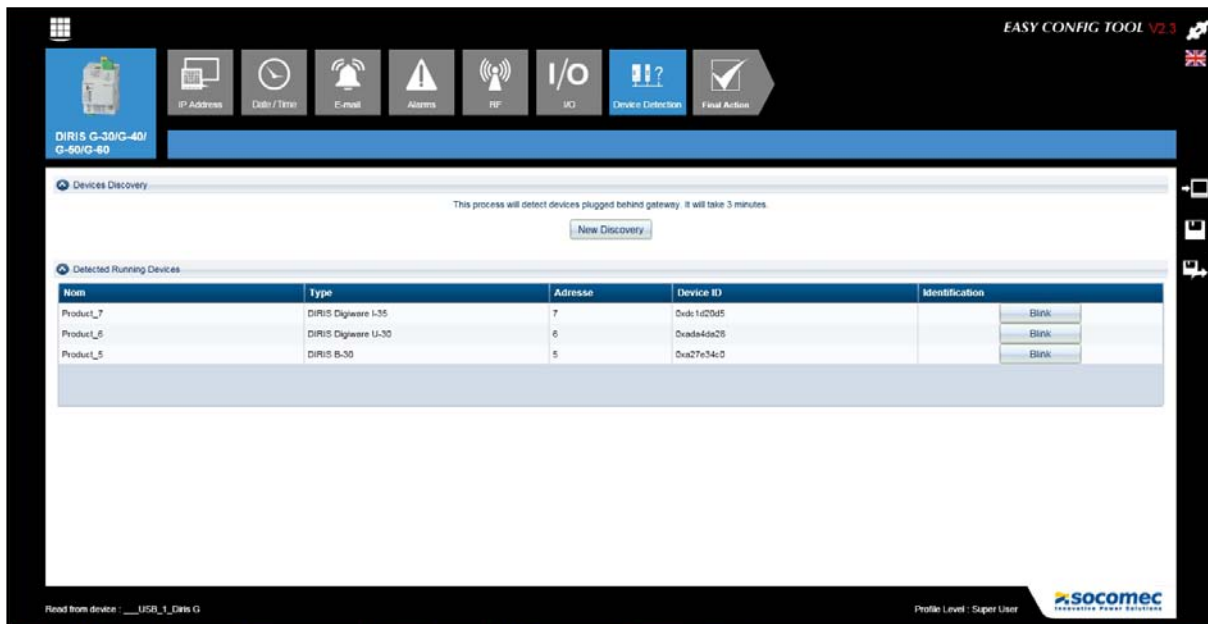 EASY CONFIG TOOL V2.3
IP Address
Date / Time
E-mail
Alarms
RF
I/O
I/O
Device Detection
Final Action
DIRIS G-30/G-40/
G-50/G-60
Devices Discovery
This process will detect devices plugged behind gateway. It will take 3 minutes.
New Discovery
Detected Running Devices
Nom Type Adresse Device ID Identification
Product_7 DIRIS Digiware I-35 7 0xdc1d20d5 Blink
Product_6 DIRIS Digiware U-30 6 0xada4da26 Blink
Product_5 DIRIS B-30 5 0xa27e34c0 Blink
Read from device : ___USB_1_Diris G
Profile Level : Super User
socomec
Innovative Power Solutions